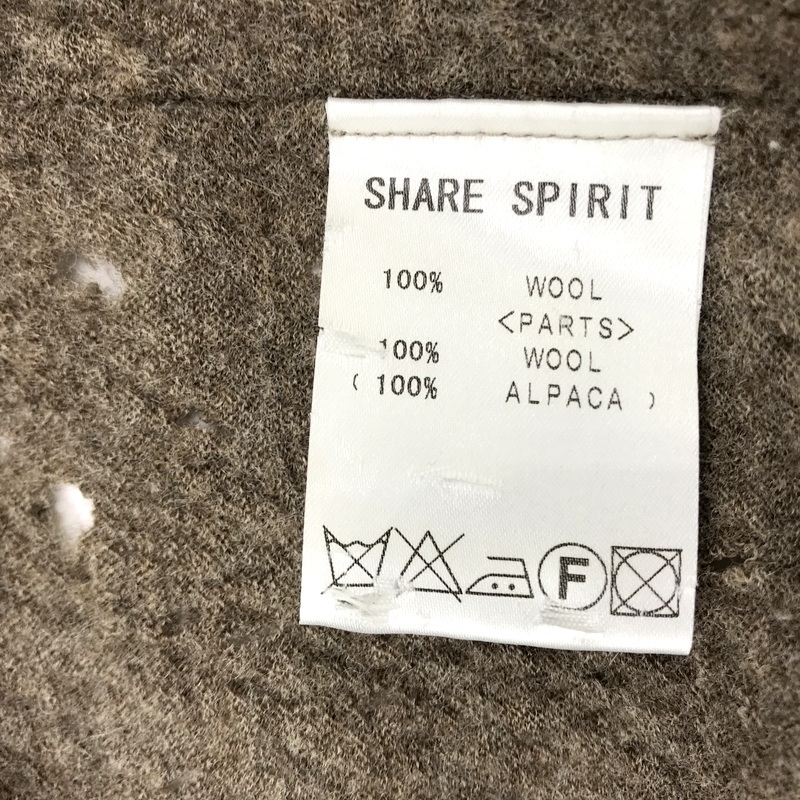 SHARE SPIRIT
100% WOOL
<PARTS>
100% WOOL
( 100% ALPACA )
F